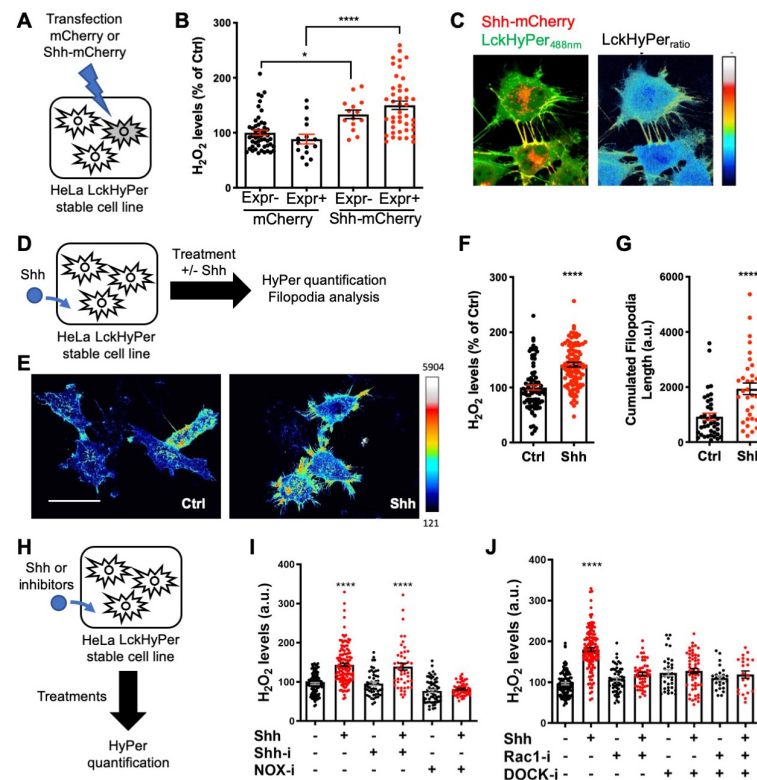 A
Transfection
mCherry or
Shh-mCherry
HeLa LckHyPer
stable cell line
B
H2O2 levels (% of Ctrl)
250
200
150
100
50
0
*
****
Expr- Expr+ Expr- Expr+
mCherry Shh-mCherry
C
Shh-mCherry
LckHyPer488nm
LckHyPerratio
D
Shh
HeLa LckHyPer
stable cell line
Treatment
+/- Shh
HyPer quantification
Filopodia analysis
E
Ctrl
Shh
5904
121
F
H2O2 levels (% of Ctrl)
300
200
100
0
****
Ctrl Shh
G
Cumulated Filopodia
Length (a.u.)
6000
4000
2000
0
****
Ctrl Sh
H
Shh or
inhibitors
HeLa LckHyPer
stable cell line
Treatments
HyPer
quantification
I
H2O2 levels (a.u.)
400
300
200
100
0
****
****
Shh - + - + - +
Shh-i - - + + - -
NOX-i - - - - + +
J
H2O2 levels (a.u.)
400
300
200
100
0
****
Shh - + - + - + - +
Rac1-i - - + + - - + +
DOCK-i - - - - + + + +